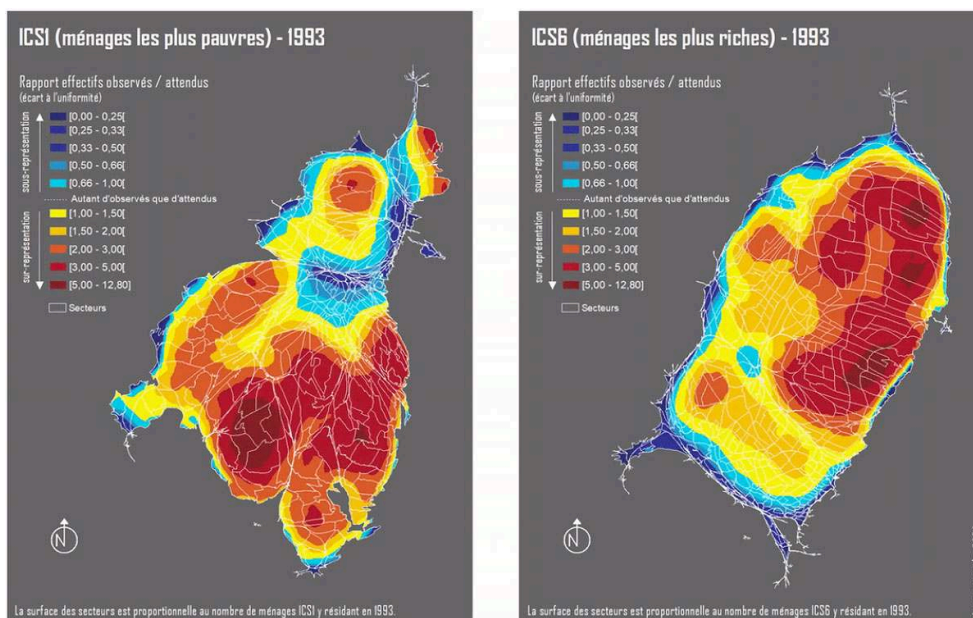 ICS1 (ménages les plus pauvres) - 1993
Rapport effectifs observés / attendus
(écart à l'uniformité)
sous-représentation
[0,00 - 0,25[
[0,25 - 0,33[
[0,33 - 0,50[
[0,50 - 0,66[
[0,66 - 1,00[
Autant d'observés que d'attendus
sur-représentation
[1,00 - 1,50[
[1,50 - 2,00[
[2,00 - 3,00[
[3,00 - 5,00[
[5,00 - 12,80]
Secteurs
N
La surface des secteurs est proportionnelle au nombre de ménages ICS1 y résidant en 1993.
ICS6 (ménages les plus riches) - 1993
Rapport effectifs observés / attendus
(écart à l'uniformité)
sous-représentation
[0,00 - 0,25[
[0,25 - 0,33[
[0,33 - 0,50[
[0,50 - 0,66[
[0,66 - 1,00[
Autant d'observés que d'attendus
sur-représentation
[1,00 - 1,50[
[1,50 - 2,00[
[2,00 - 3,00[
[3,00 - 5,00[
[5,00 - 12,80]
Secteurs
N
La surface des secteurs est proportionnelle au nombre de ménages ICS6 y résidant en 1993.